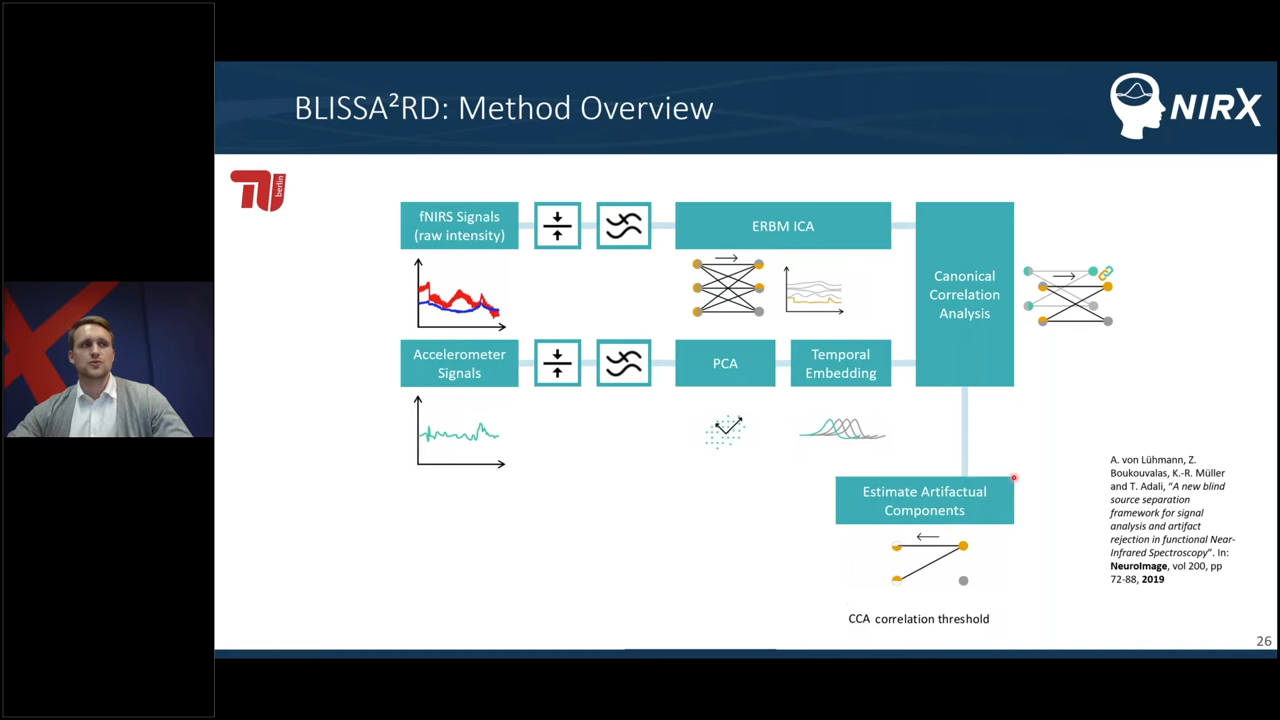 BLISSA²RD: Method Overview
NIRX
TU
berlin
fNIRS Signals
(raw intensity)
ERBM ICA
Canonical
Correlation
Analysis
Accelerometer
Signals
PCA
Temporal
Embedding
Estimate Artifactual
Components
CCA correlation threshold
A. von Lühmann, Z.
Boukouvalas, K.-R. Müller
and T. Adali, “A new blind
source separation
framework for signal
analysis and artifact
rejection in functional Near-
Infrared Spectroscopy”. In:
NeuroImage, vol 200, pp
72-88, 2019
26